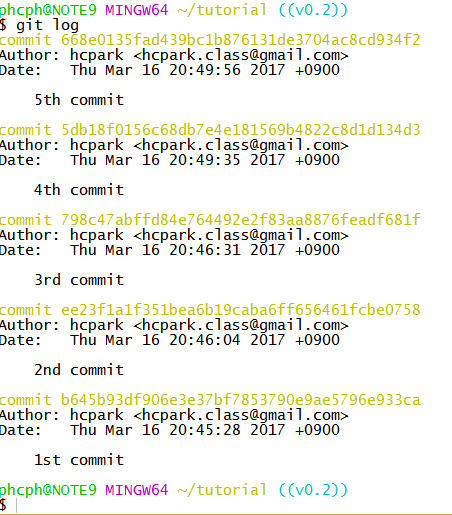 phcph@NOTE9 MINGW64 ~/tutorial ((v0.2))
$ git log
commit 668e0135fad439bc1b876131de3704ac8cd934f2
Author: hcpark <hcpark.class@gmail.com>
Date:   Thu Mar 16 20:49:56 2017 +0900
5th commit
commit 5db18f0156c68db7e4e181569b4822c8d1d134d3
Author: hcpark <hcpark.class@gmail.com>
Date:   Thu Mar 16 20:49:35 2017 +0900
4th commit
commit 798c47abffd84e764492e2f83aa8876feadf681f
Author: hcpark <hcpark.class@gmail.com>
Date:   Thu Mar 16 20:46:31 2017 +0900
3rd commit
commit ee23f1a1f351bea6b19caba6ff656461fcbe0758
Author: hcpark <hcpark.class@gmail.com>
Date:   Thu Mar 16 20:46:04 2017 +0900
2nd commit
commit b645b93df906e3e37bf7853790e9ae5796e933ca
Author: hcpark <hcpark.class@gmail.com>
Date:   Thu Mar 16 20:45:28 2017 +0900
1st commit
phcph@NOTE9 MINGW64 ~/tutorial ((v0.2))
$